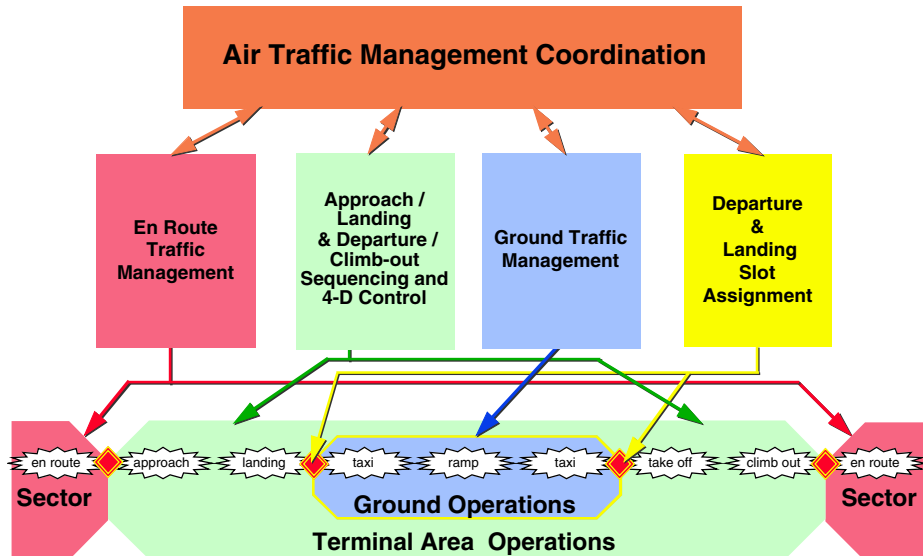 Air Traffic Management Coordination
En Route
Traffic
Management
Approach /
Landing
& Departure /
Climb-out
Sequencing and
4-D Control
Ground Traffic
Management
Departure
&
Landing
Slot
Assignment
en route
approach
landing
taxi
ramp
taxi
take off
climb out
en route
Sector
Ground Operations
Sector
Terminal Area Operations